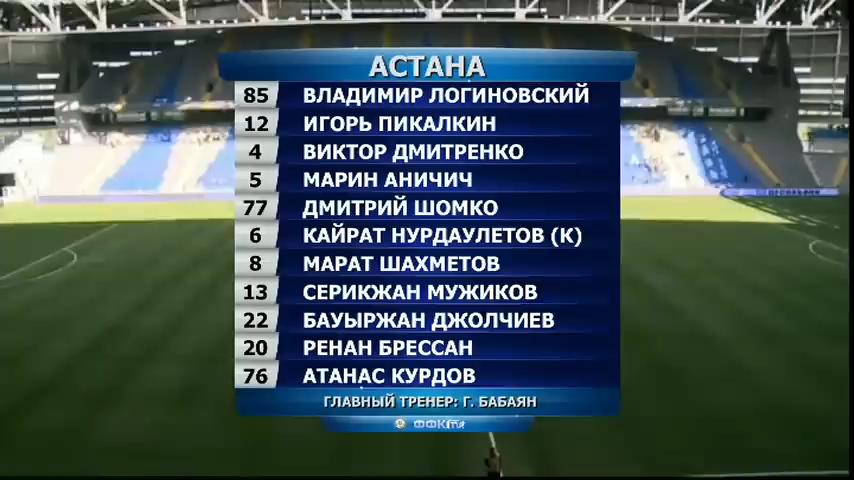 АСТАНА
85 ВЛАДИМИР ЛОГИНОВСКИЙ
12 ИГОРЬ ПИКАЛКИН
4 ВИКТОР ДМИТРЕНКО
5 МАРИН АНИЧИЧ
77 ДМИТРИЙ ШОМКО
6 КАЙРАТ НУРДАУЛЕТОВ (К)
8 МАРАТ ШАХМЕТОВ
13 СЕРИКЖАН МУЖИКОВ
22 БАУЫРЖАН ДЖОЛЧИЕВ
20 РЕНАН БРЕССАН
76 АТАНАС КУРДОВ
ГЛАВНЫЙ ТРЕНЕР: Г. БАБАЯН